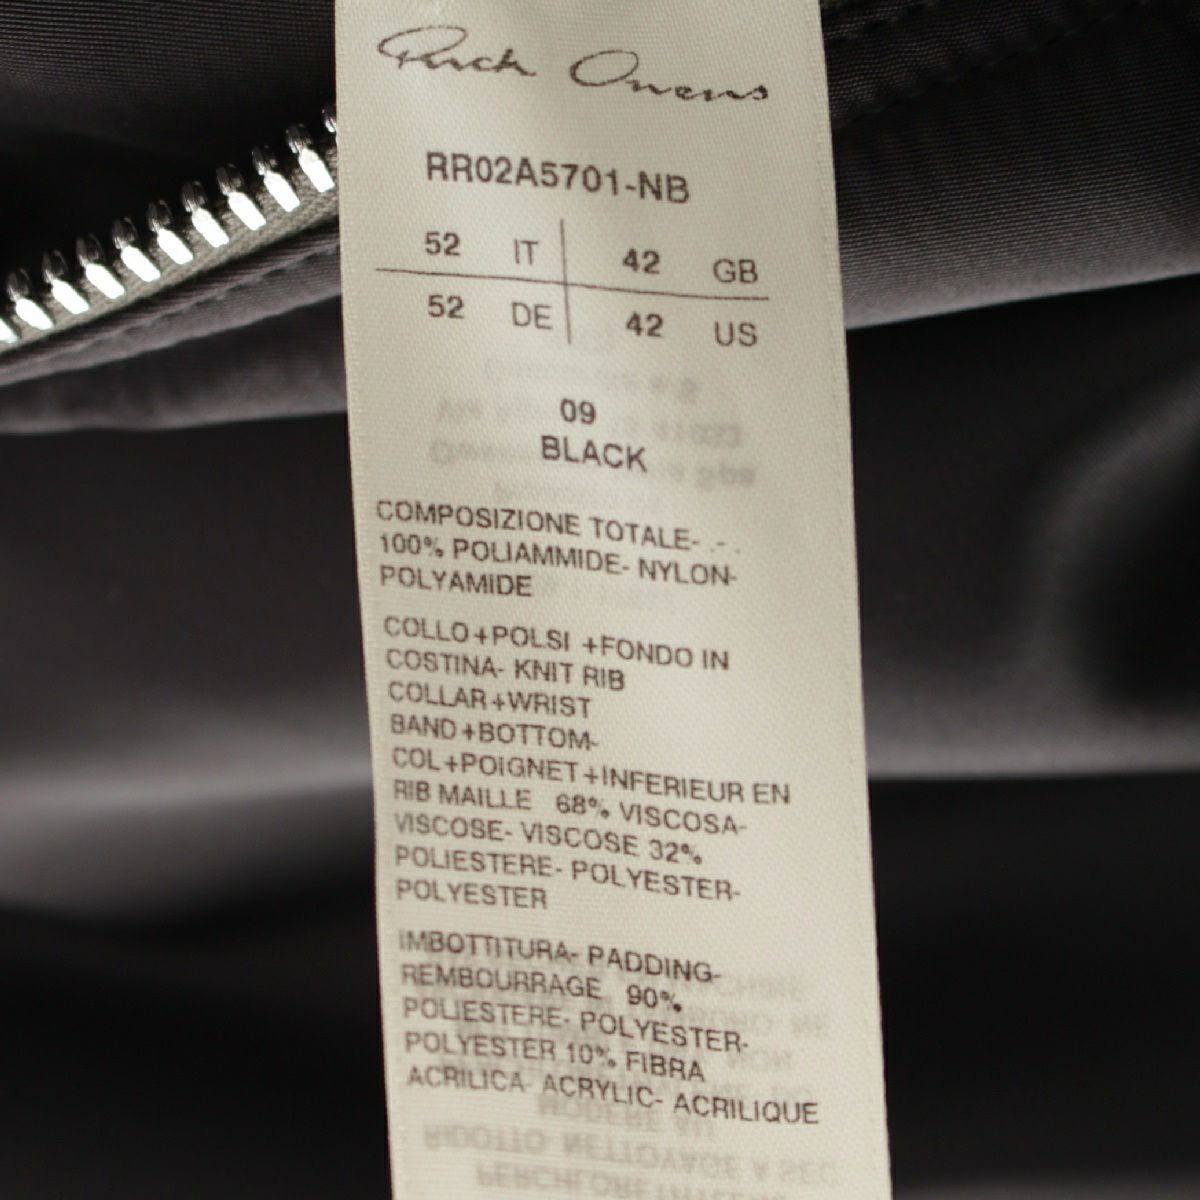 Rick Owens
RR02A5701-NB
52 IT 42 GB
52 DE 42 US
09
BLACK
COMPOSIZIONE TOTALE- .- .
100% POLIAMMIDE- NYLON-
POLYAMIDE
COLLO+POLSI +FONDO IN
COSTINA- KNIT RIB
COLLAR+WRIST
BAND+BOTTOM-
COL+POIGNET+INFERIEUR EN
RIB MAILLE 68% VISCOSA-
VISCOSE- VISCOSE 32%
POLIESTERE- POLYESTER-
POLYESTER
IMBOTTITURA- PADDING-
REMBOURRAGE 90%
POLIESTERE- POLYESTER-
POLYESTER 10% FIBRA
ACRILICA- ACRYLIC- ACRILIQUE